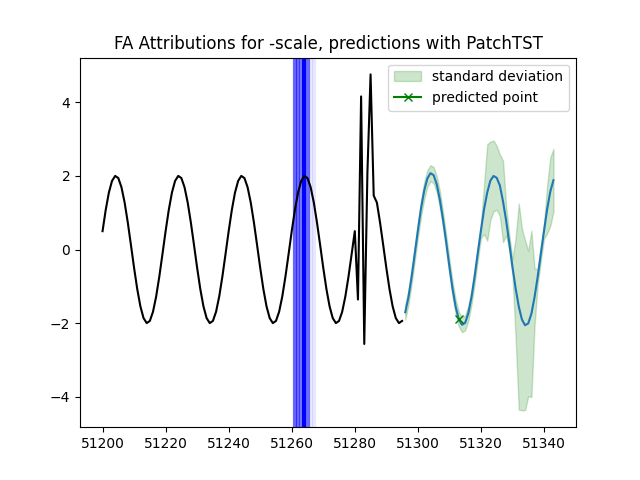 FA Attributions for -scale, predictions with PatchTST
standard deviation
predicted point
4
2
0
−2
−4
51200 51220 51240 51260 51280 51300 51320 51340